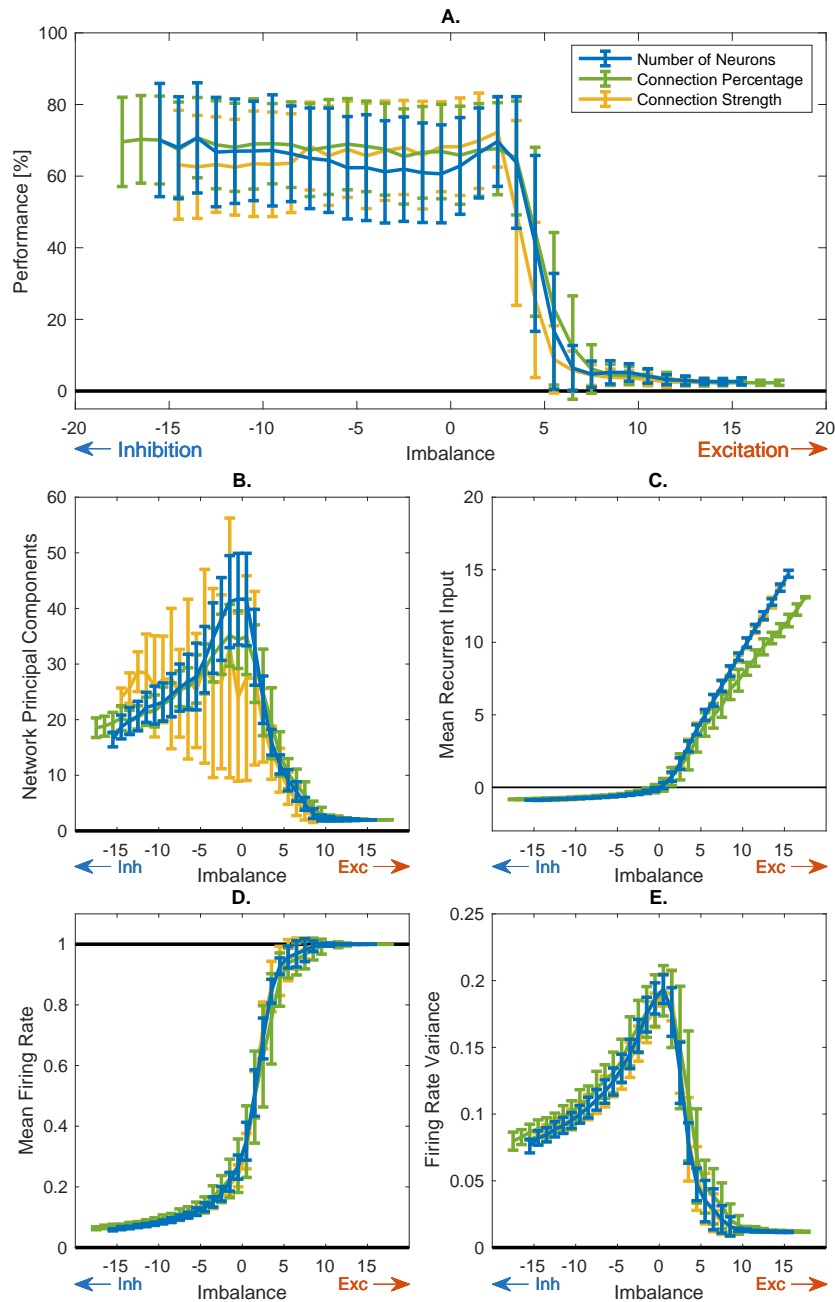 A.
100
80
60
40
20
0
Performance [%]
Number of Neurons
Connection Percentage
Connection Strength
-20 -15 -10 -5 0 5 10 15 20
← Inhibition Imbalance Excitation →
B.
60
50
40
30
20
10
0
Network Principal Components
-15 -10 -5 0 5 10 15
← Inh Imbalance Exc →
C.
20
15
10
5
0
Mean Recurrent Input
-15 -10 -5 0 5 10 15
← Inh Imbalance Exc →
D.
1
0.8
0.6
0.4
0.2
0
Mean Firing Rate
-15 -10 -5 0 5 10 15
← Inh Imbalance Exc →
E.
0.25
0.2
0.15
0.1
0.05
0
Firing Rate Variance
-15 -10 -5 0 5 10 15
← Inh Imbalance Exc →